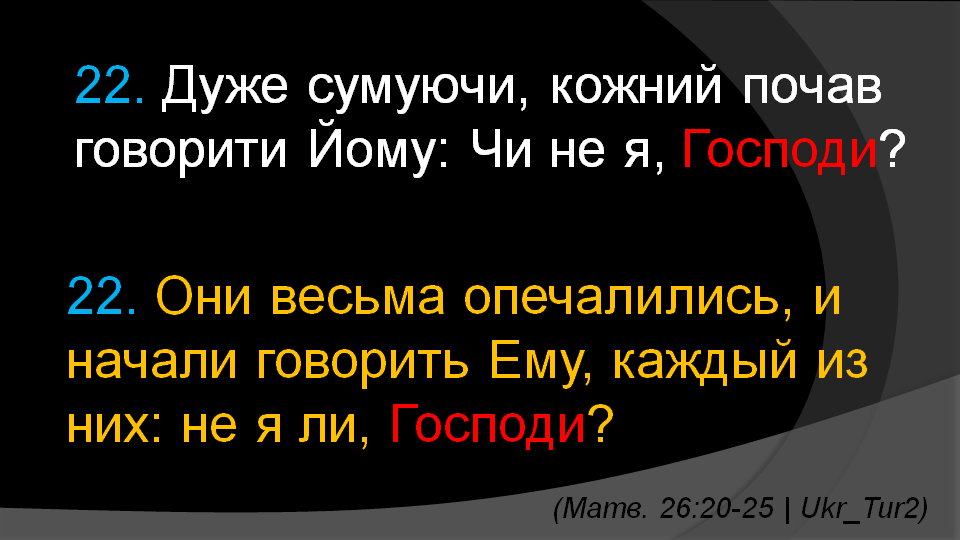 22. Дуже сумуючи, кожний почав
говорити Йому: Чи не я, Господи?
22. Они весьма опечалились, и
начали говорить Ему, каждый из
них: не я ли, Господи?
(Матв. 26:20-25 | Ukr_Tur2)